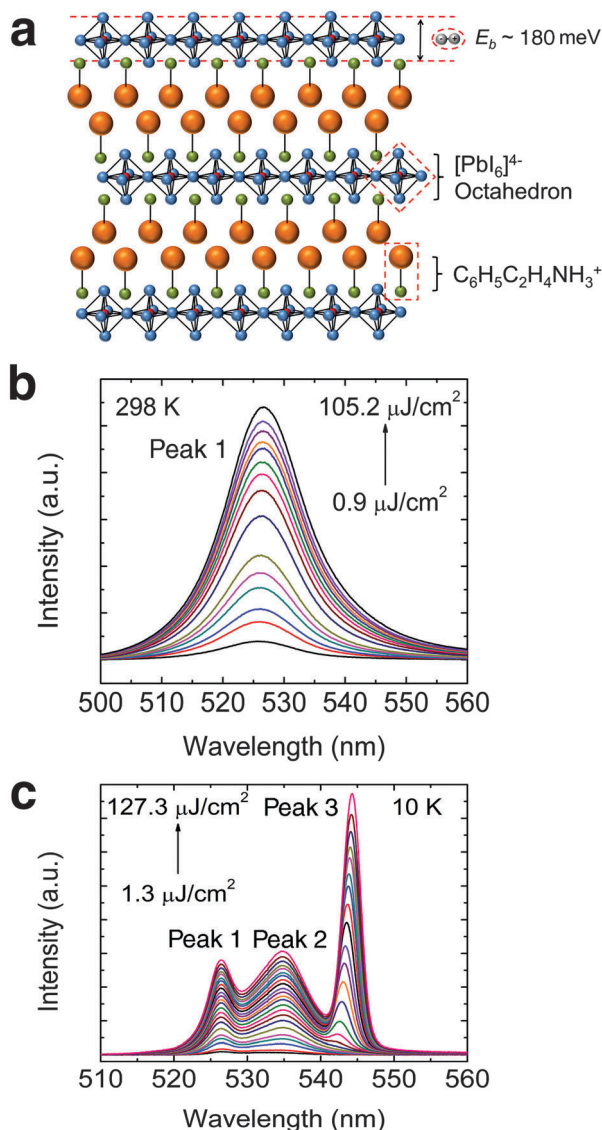 a
E_b ~ 180 meV
[PbI₆]⁴⁻
Octahedron
C₆H₅C₂H₄NH₃⁺
b
298 K
105.2 µJ/cm²
Peak 1
0.9 µJ/cm²
Intensity (a.u.)
500 510 520 530 540 550 560
Wavelength (nm)
c
127.3 µJ/cm²
Peak 3
10 K
1.3 µJ/cm²
Peak 1
Peak 2
Intensity (a.u.)
510 520 530 540 550 560
Wavelength (nm)